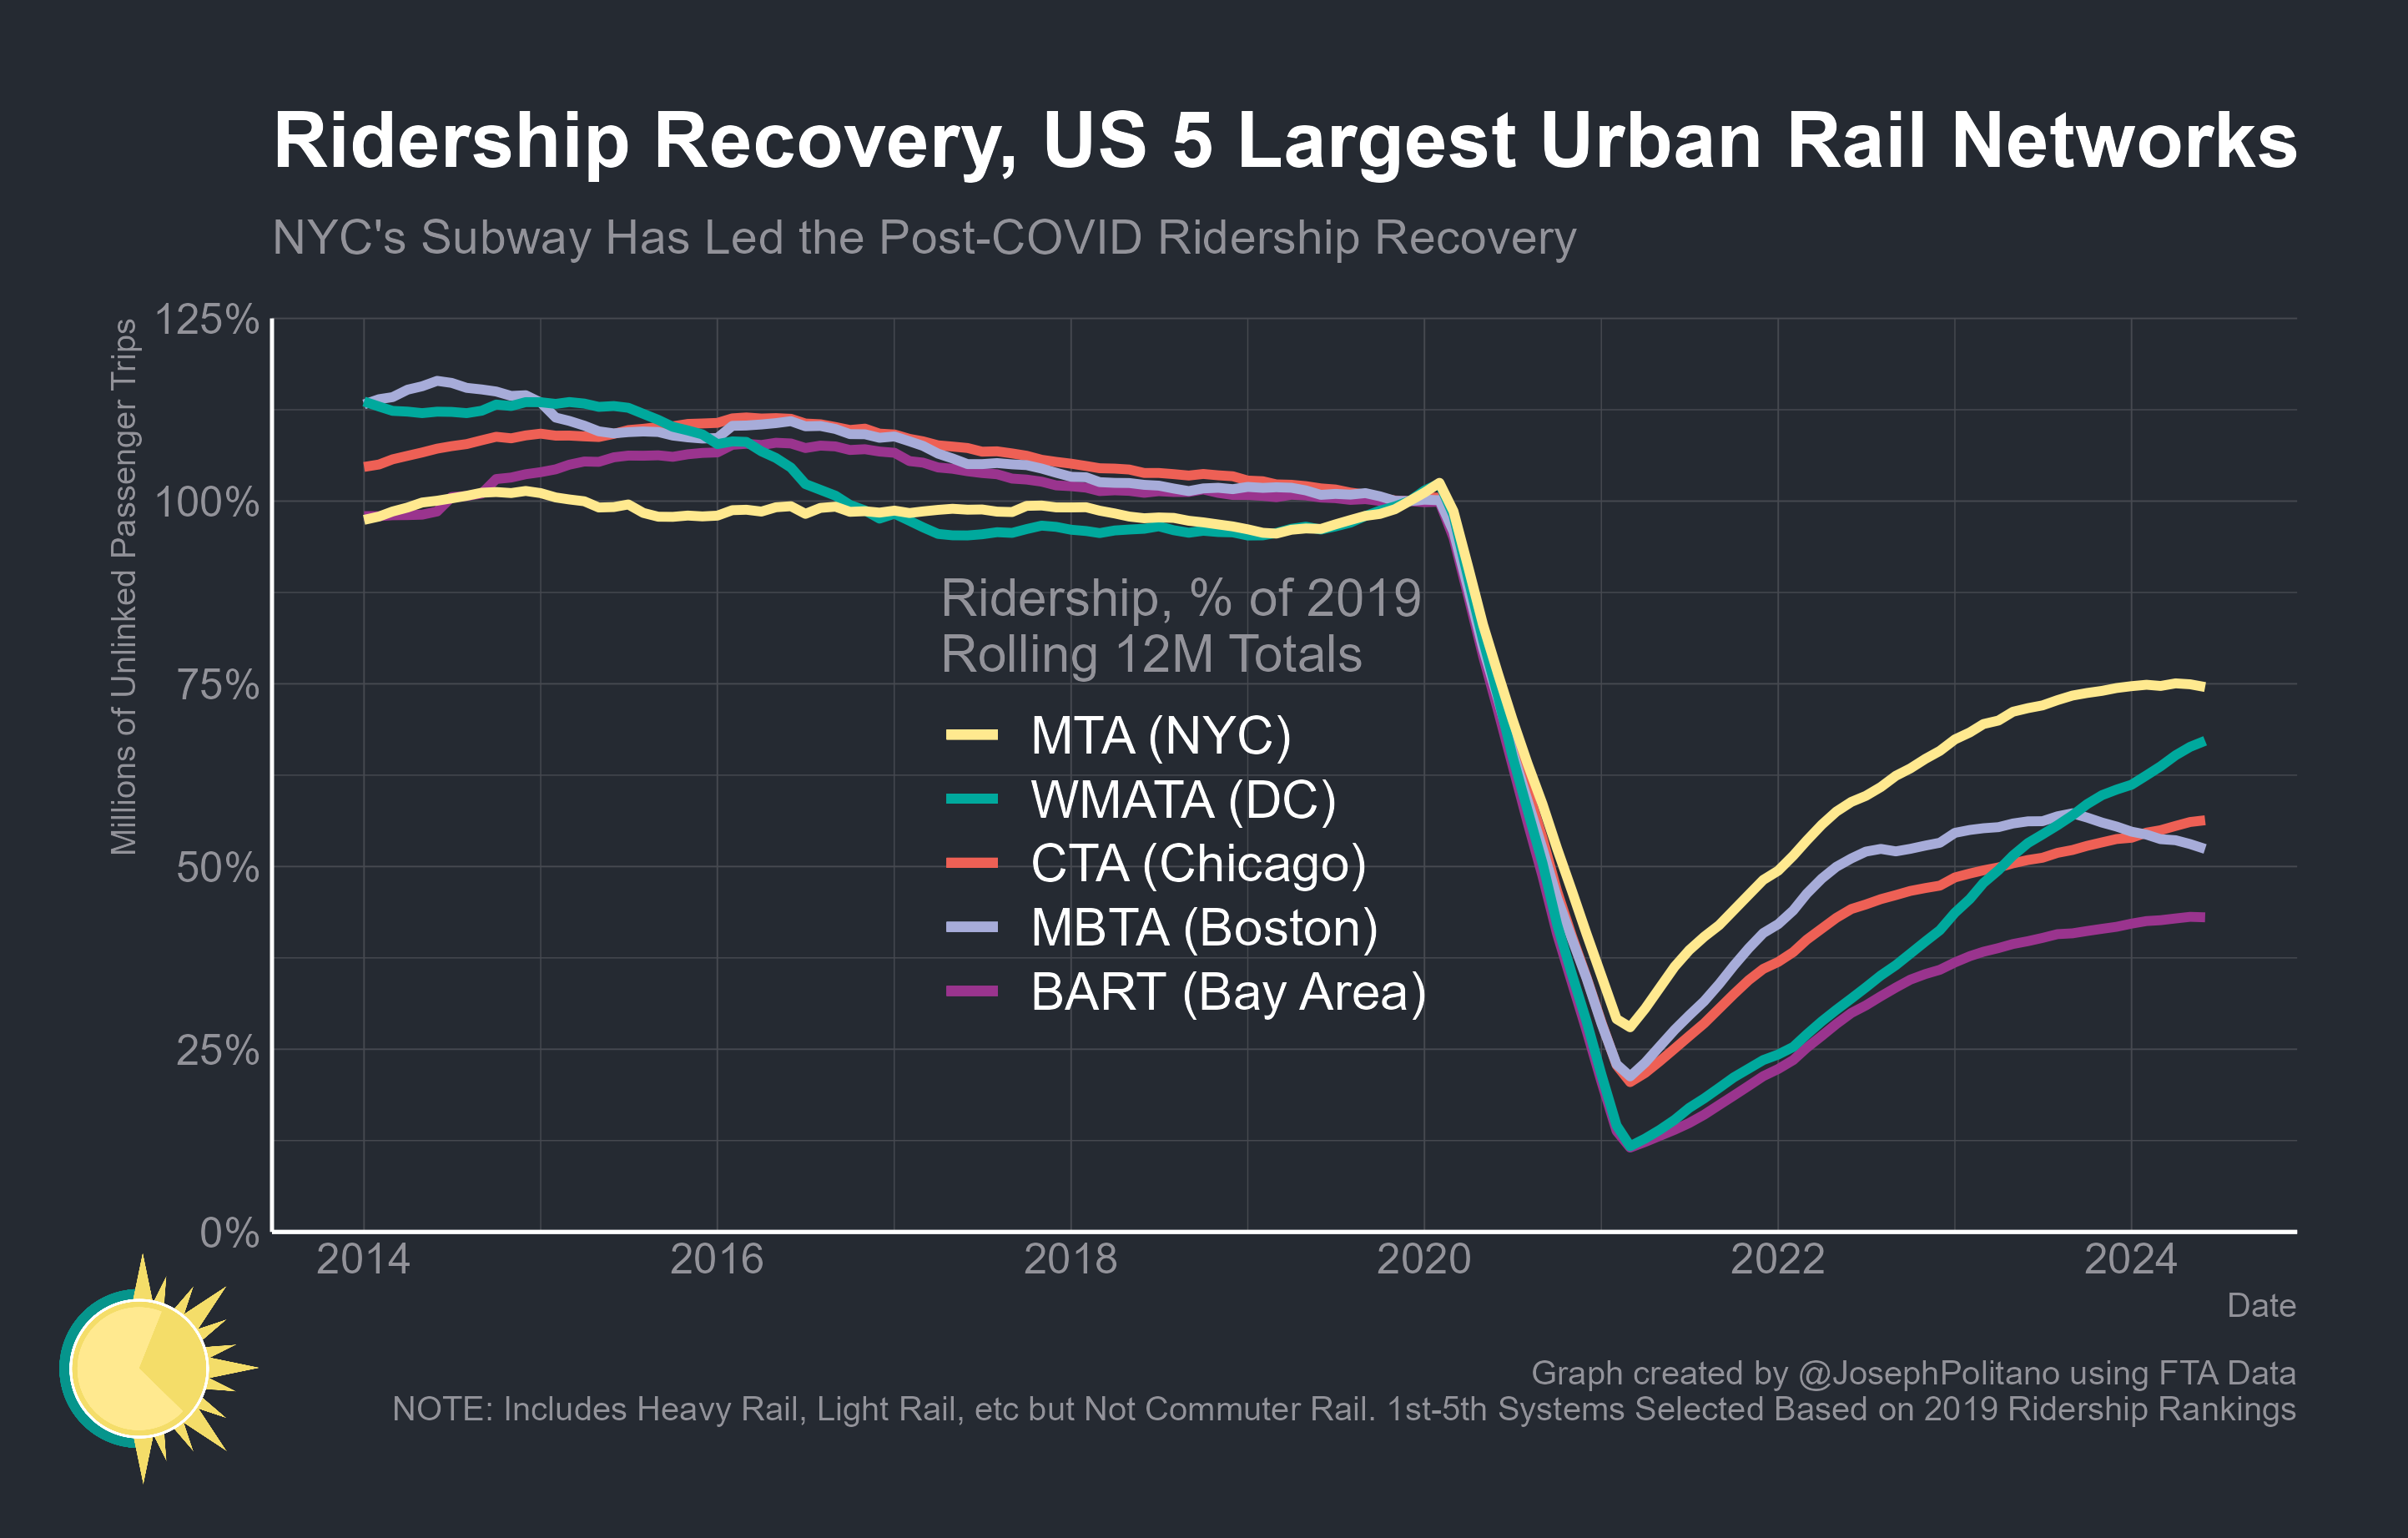 Ridership Recovery, US 5 Largest Urban Rail Networks
NYC's Subway Has Led the Post-COVID Ridership Recovery
Millions of Unlinked Passenger Trips
125%
100%
75%
50%
25%
0%
Ridership, % of 2019
Rolling 12M Totals
MTA (NYC)
WMATA (DC)
CTA (Chicago)
MBTA (Boston)
BART (Bay Area)
2014 2016 2018 2020 2022 2024
Date
Graph created by @JosephPolitano using FTA Data
NOTE: Includes Heavy Rail, Light Rail, etc but Not Commuter Rail. 1st-5th Systems Selected Based on 2019 Ridership Rankings